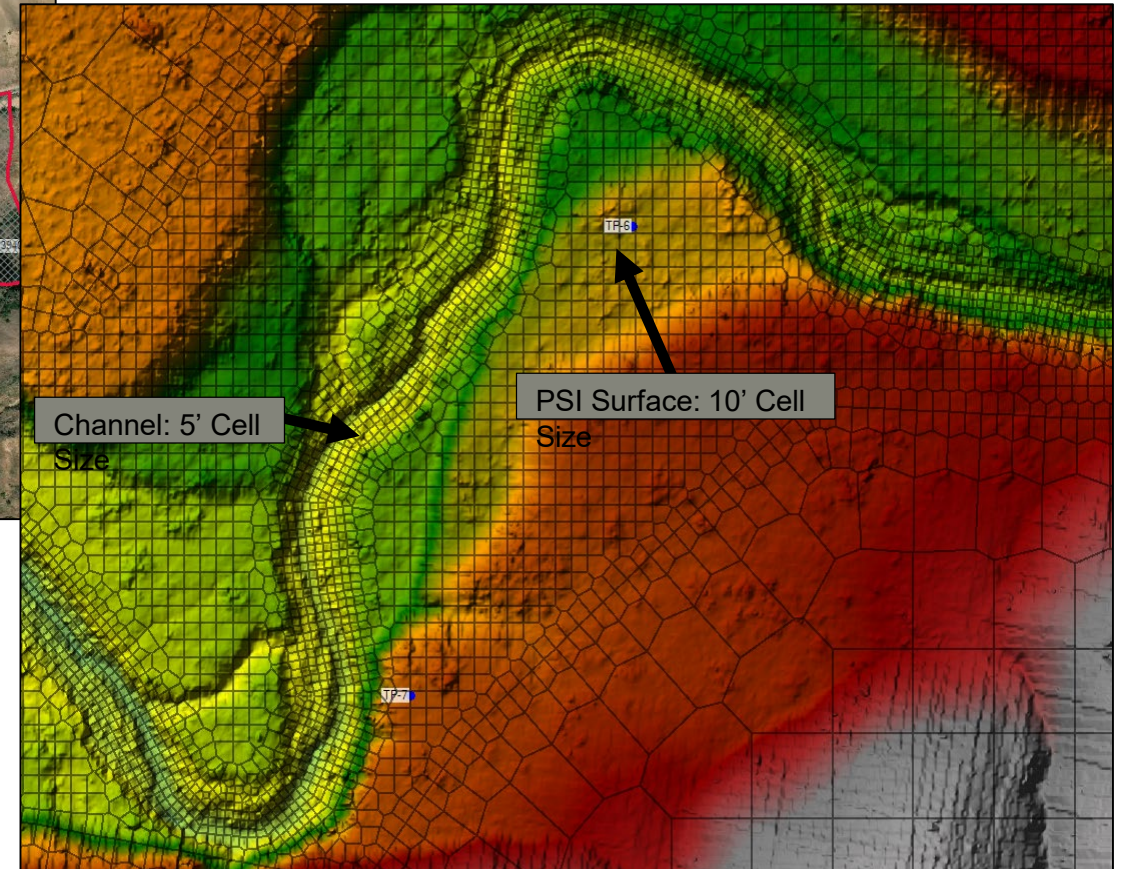 TP-6
PSI Surface: 10’ Cell
Size
Channel: 5’ Cell
Size
TP-7